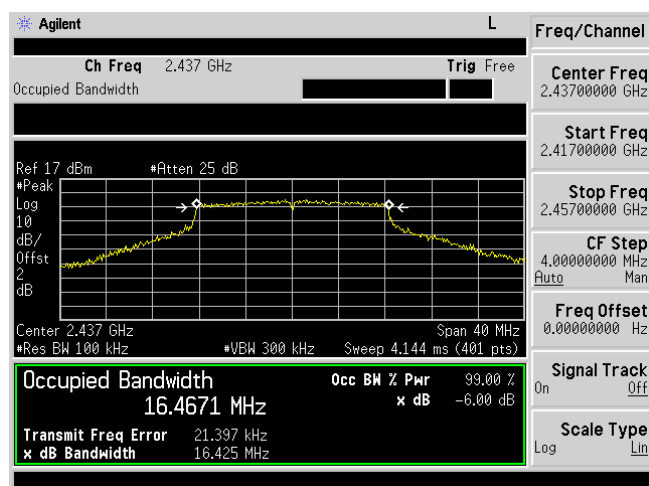 Agilent L
Freq/Channel
Ch Freq 2.437 GHz Trig Free
Occupied Bandwidth
Center Freq
2.43700000 GHz
Start Freq
2.41700000 GHz
Stop Freq
2.45700000 GHz
CF Step
4.00000000 MHz
Auto Man
Freq Offset
0.00000000 Hz
Signal Track
On Off
Scale Type
Log Lin
Ref 17 dBm #Atten 25 dB
#Peak
Log
10
dB/
Offst
2
dB
Center 2.437 GHz Span 40 MHz
#Res BW 100 kHz #VBW 300 kHz Sweep 4.144 ms (401 pts)
Occupied Bandwidth Occ BW % Pwr 99.00 %
16.4671 MHz x dB -6.00 dB
Transmit Freq Error 21.397 kHz
x dB Bandwidth 16.425 MHz